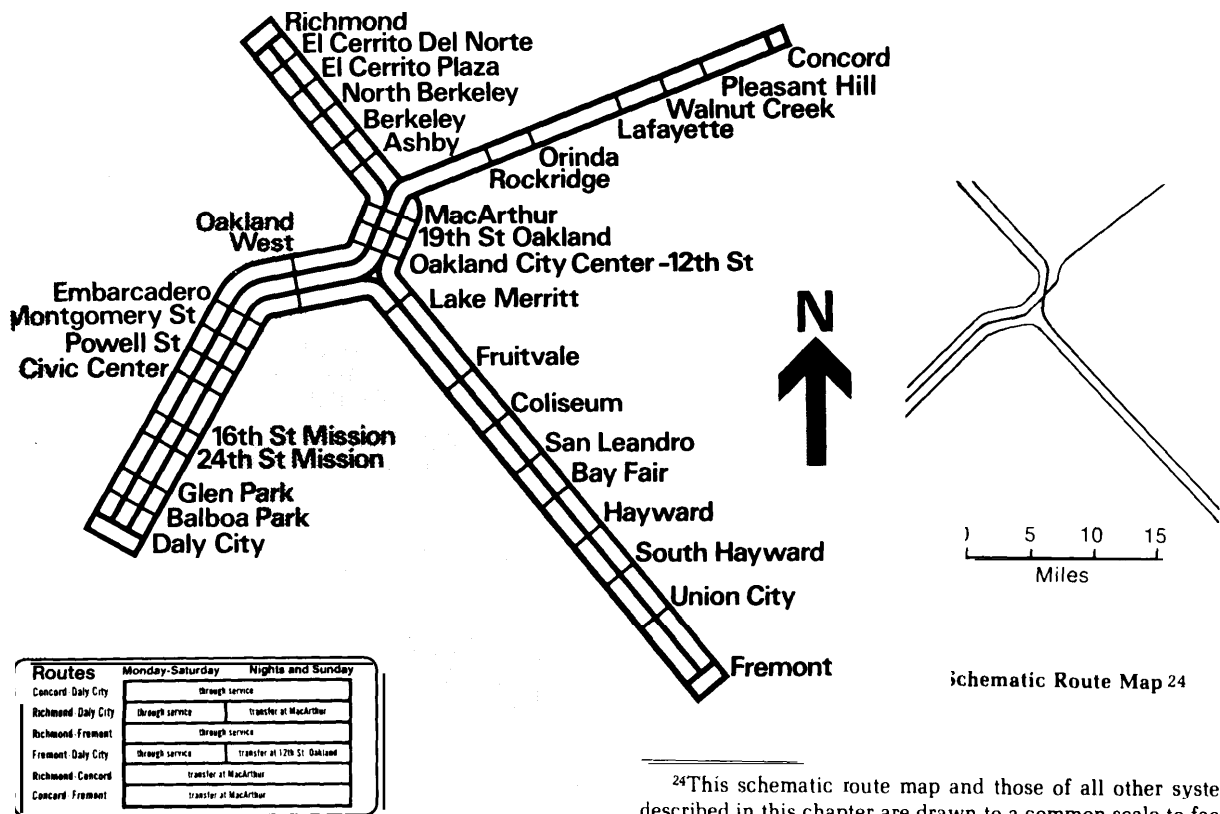 Richmond
El Cerrito Del Norte
El Cerrito Plaza
North Berkeley
Berkeley
Ashby
Concord
Pleasant Hill
Walnut Creek
Lafayette
Orinda
Rockridge
MacArthur
19th St Oakland
Oakland City Center-12th St
Oakland
West
Embarcadero
Montgomery St
Powell St
Civic Center
Lake Merritt
Fruitvale
Coliseum
San Leandro
Bay Fair
Hayward
South Hayward
Union City
Fremont
16th St Mission
24th St Mission
Glen Park
Balboa Park
Daly City
N
5 10 15
Miles
Schematic Route Map 24
Routes Monday-Saturday Nights and Sunday
Concord-Daly City through service
Richmond-Daly City through service transfer at MacArthur
Richmond-Fremont through service
Fremont-Daly City through service transfer at 12th St. Oakland
Richmond-Concord transfer at MacArthur
Concord-Fremont transfer at MacArthur
24This schematic route map and those of all other syste
described in this chapter are drawn to a common scale to fac